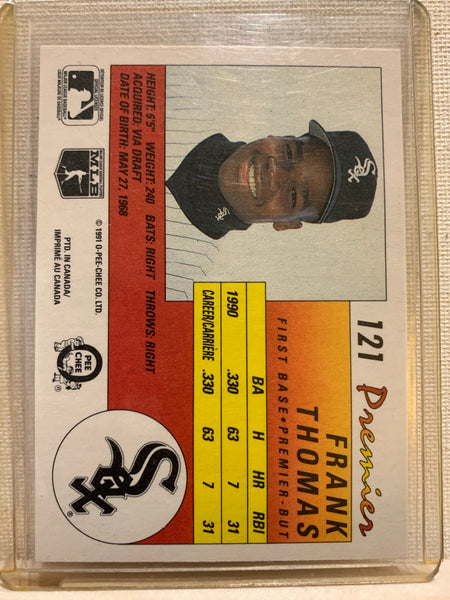 121 Premier
FRANK
THOMAS
FIRST BASE•PREMIER-BUT
BA H HR RBI
1990 .330 63 7 31
CAREER/CARRIÈRE .330 63 7 31
HEIGHT: 6'5" WEIGHT: 240 BATS: RIGHT THROWS: RIGHT
ACQUIRED: VIA DRAFT
DATE OF BIRTH: MAY 27, 1968
MLB
© 1991 O-PEE-CHEE CO. LTD.
PTD. IN CANADA/
IMPRIMÉ AU CANADA
O
PEE
CHEE
®
Sox
®